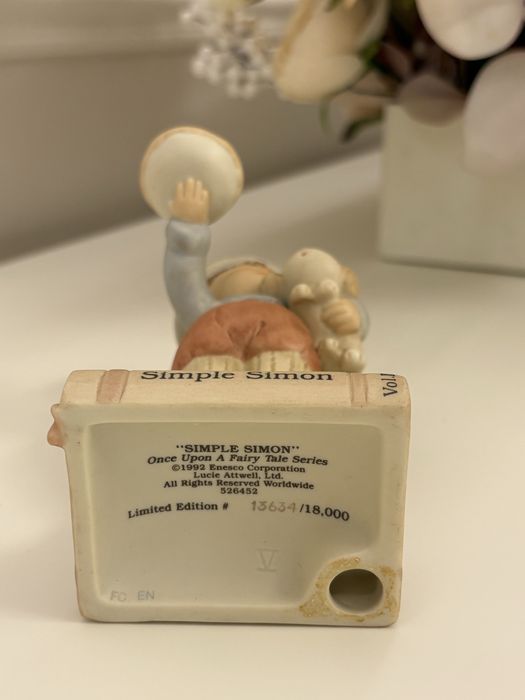 Simple Simon
Vol.I
"SIMPLE SIMON"
Once Upon A Fairy Tale Series
©1992 Enesco Corporation
Lucie Attwell, Ltd.
All Rights Reserved Worldwide
526452
Limited Edition # 13634/18,000
V
FC EN